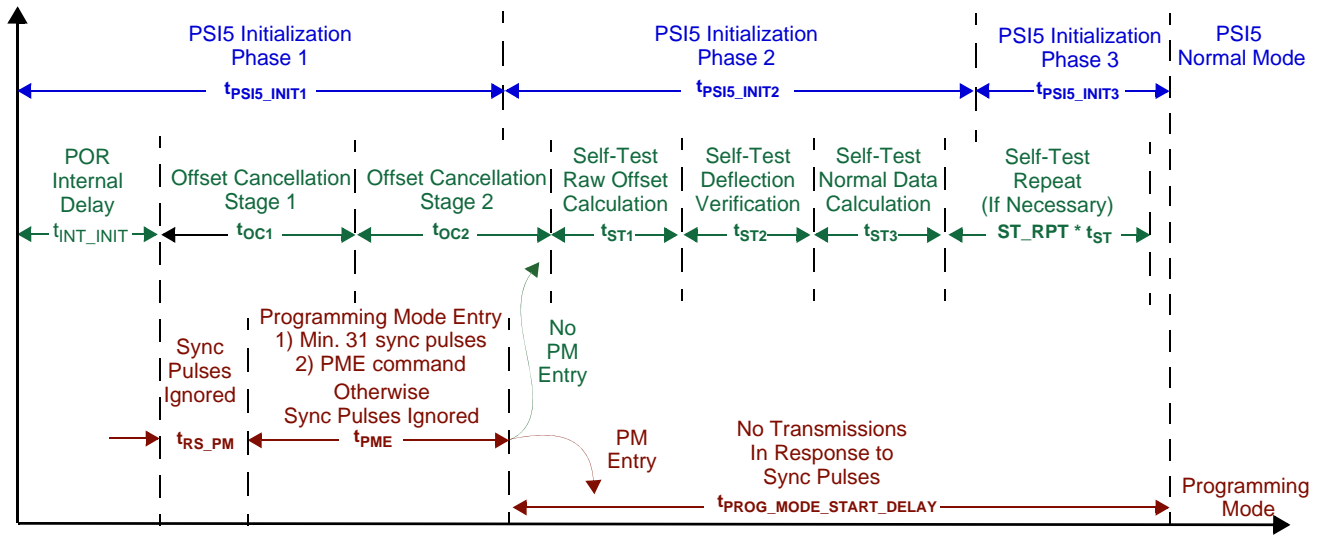 PSI5 Initialization
Phase 1
tPSI5_INIT1
PSI5 Initialization
Phase 2
tPSI5_INIT2
PSI5 Initialization
Phase 3
tPSI5_INIT3
PSI5
Normal Mode
POR
Internal
Delay
tINT_INIT
Offset Cancellation
Stage 1
tOC1
Offset Cancellation
Stage 2
tOC2
Self-Test
Raw Offset
Calculation
tST1
Self-Test
Deflection
Verification
tST2
Self-Test
Normal Data
Calculation
tST3
Self-Test
Repeat
(If Necessary)
ST_RPT * tST
Sync
Pulses
Ignored
tRS_PM
Programming Mode Entry
1) Min. 31 sync pulses
2) PME command
Otherwise
Sync Pulses Ignored
tPME
No
PM
Entry
PM
Entry
No Transmissions
In Response to
Sync Pulses
tPROG_MODE_START_DELAY
Programming
Mode